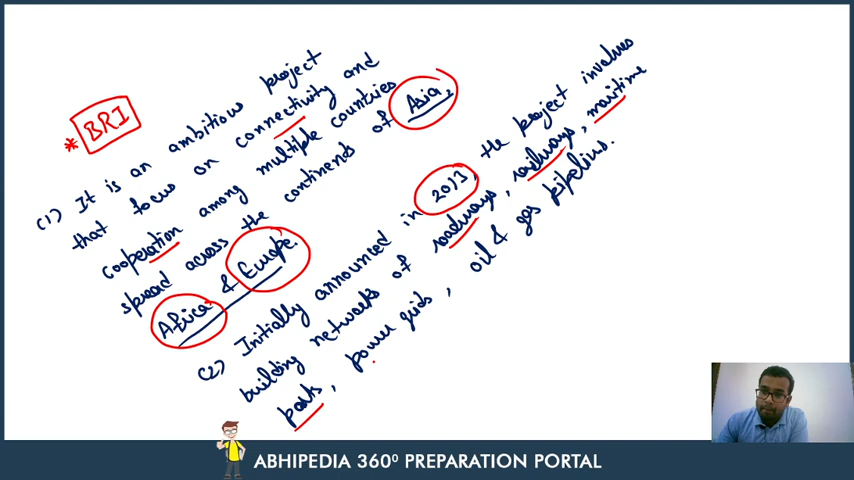 * BRI
(1) It is an ambitious project
that focus on connectivity and
cooperation among multiple countries
spread across the continends of Asia,
Africa & Europe.
(2) Initially announced in 2013, the project involves
building networks of roadways, railways, maritime
ports, power grids, oil & gas pipelines.
ABHIPEDIA 360⁰ PREPARATION PORTAL